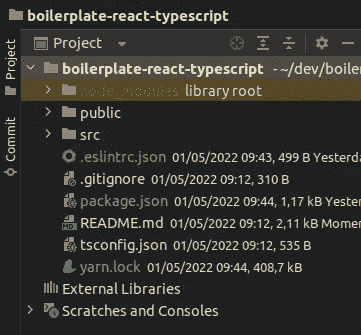 boilerplate-react-typescript
Project
Project
Commit
boilerplate-react-typescript ~/dev/boiler
node_modules library root
public
src
.eslintrc.json 01/05/2022 09:43, 499 B Yesterda
.gitignore 01/05/2022 09:12, 310 B
package.json 01/05/2022 09:44, 1,17 kB Yester
README.md 01/05/2022 09:12, 2,11 kB Momen
tsconfig.json 01/05/2022 09:12, 535 B
yarn.lock 01/05/2022 09:44, 408,7 kB
External Libraries
Scratches and Consoles